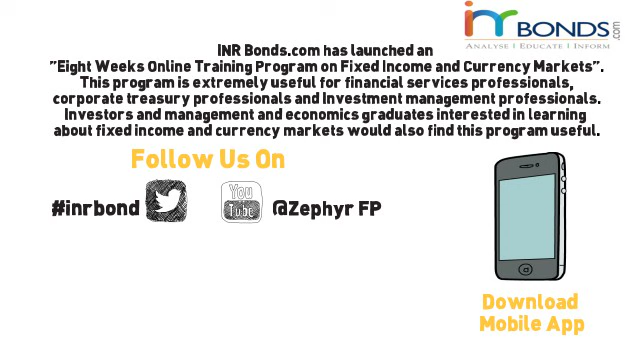 inr BONDS.com
ANALYSE | EDUCATE | INFORM
INR Bonds.com has launched an
"Eight Weeks Online Training Program on Fixed Income and Currency Markets".
This program is extremely useful for financial services professionals,
corporate treasury professionals and Investment management professionals.
Investors and management and economics graduates interested in learning
about fixed income and currency markets would also find this program useful.
Follow Us On
#inrbond
You
Tube
@Zephyr FP
Download
Mobile App